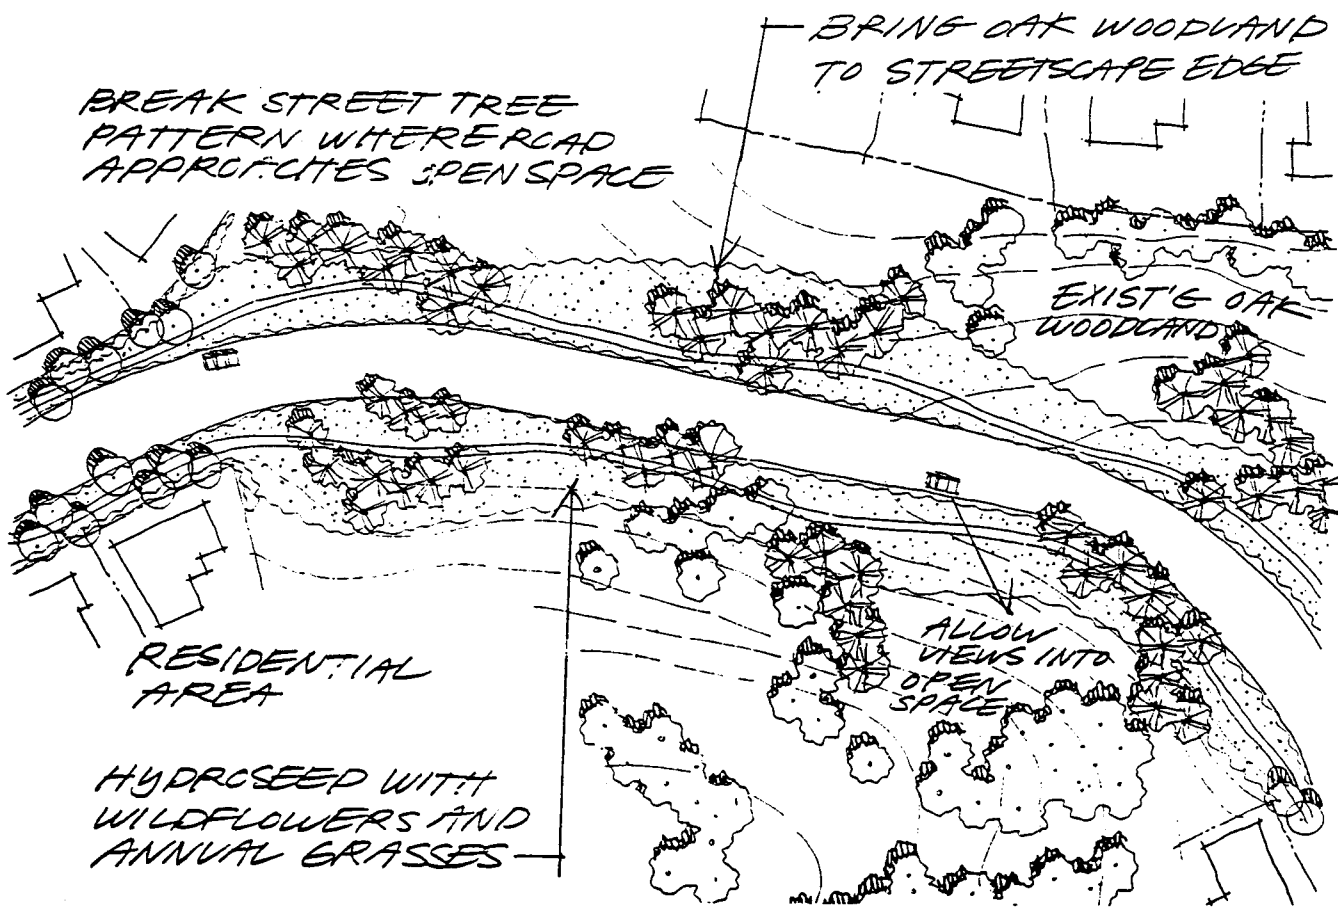 BRING OAK WOODLAND
TO STREETSCAPE EDGE
BREAK STREET TREE
PATTERN WHERE ROAD
APPROACHES OPEN SPACE
EXIST'G OAK
WOODLAND
ALLOW
VIEWS INTO
OPEN
SPACE
RESIDENTIAL
AREA
HYDROSEED WITH
WILDFLOWERS AND
ANNUAL GRASSES